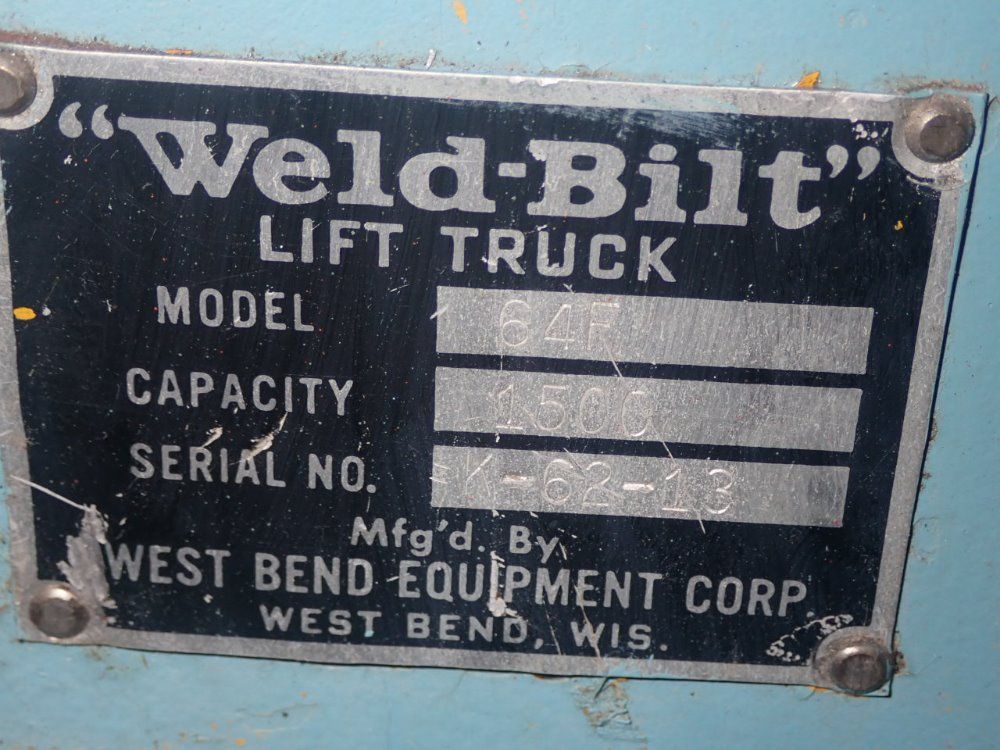 "Weld-Bilt"
LIFT TRUCK
MODEL 64F
CAPACITY 1500
SERIAL NO. K-62-13
Mfg'd. By
WEST BEND EQUIPMENT CORP.
WEST BEND, WIS.